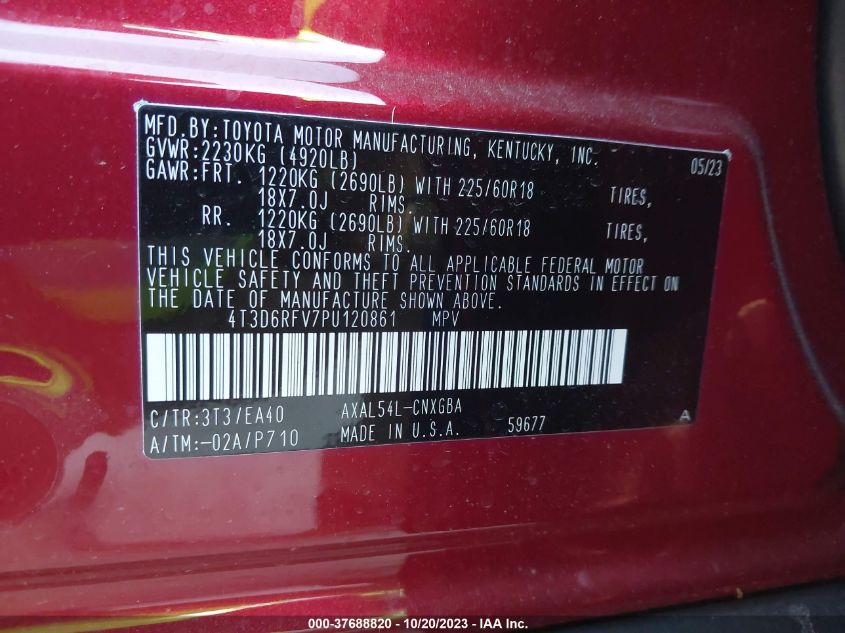 MFD.BY:TOYOTA MOTOR MANUFACTURING, KENTUCKY, INC.
GVWR:2230KG (4920LB) 05/23
GAWR:FRT. 1220KG (2690LB) WITH 225/60R18 TIRES,
18X7.0J RIMS.
RR. 1220KG (2690LB) WITH 225/60R18 TIRES,
18X7.0J RIMS.
THIS VEHICLE CONFORMS TO ALL APPLICABLE FEDERAL MOTOR
VEHICLE SAFETY AND THEFT PREVENTION STANDARDS IN EFFECT ON
THE DATE OF MANUFACTURE SHOWN ABOVE.
4T3D6RFV7PU120861 MPV
C/TR:3T3/EA40 AXAL54L-CNXGBA A
A/TM:-02A/P710 MADE IN U.S.A. 59677
000-37688820 - 10/20/2023 - IAA Inc.